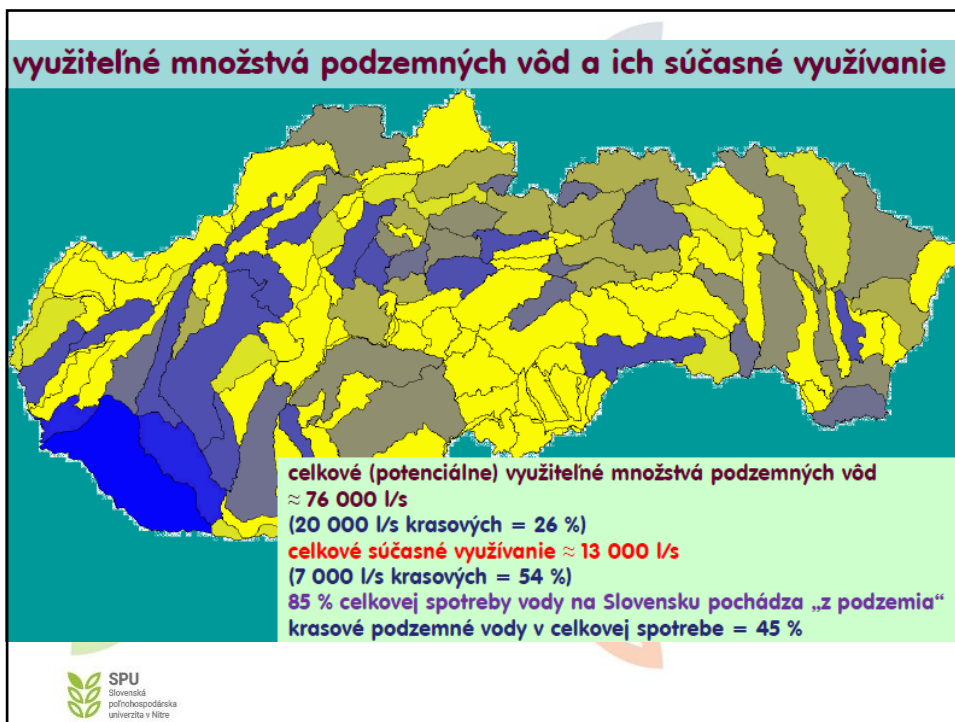 využiteľné množstvá podzemných vôd a ich súčasné využívanie
celkové (potenciálne) využiteľné množstvá podzemných vôd
≈ 76 000 l/s
(20 000 l/s krasových = 26 %)
celkové súčasné využívanie ≈ 13 000 l/s
(7 000 l/s krasových = 54 %)
85 % celkovej spotreby vody na Slovensku pochádza „z podzemia“
krasové podzemné vody v celkovej spotrebe = 45 %
SPU
Slovenská
poľnohospodárska
univerzita v Nitre